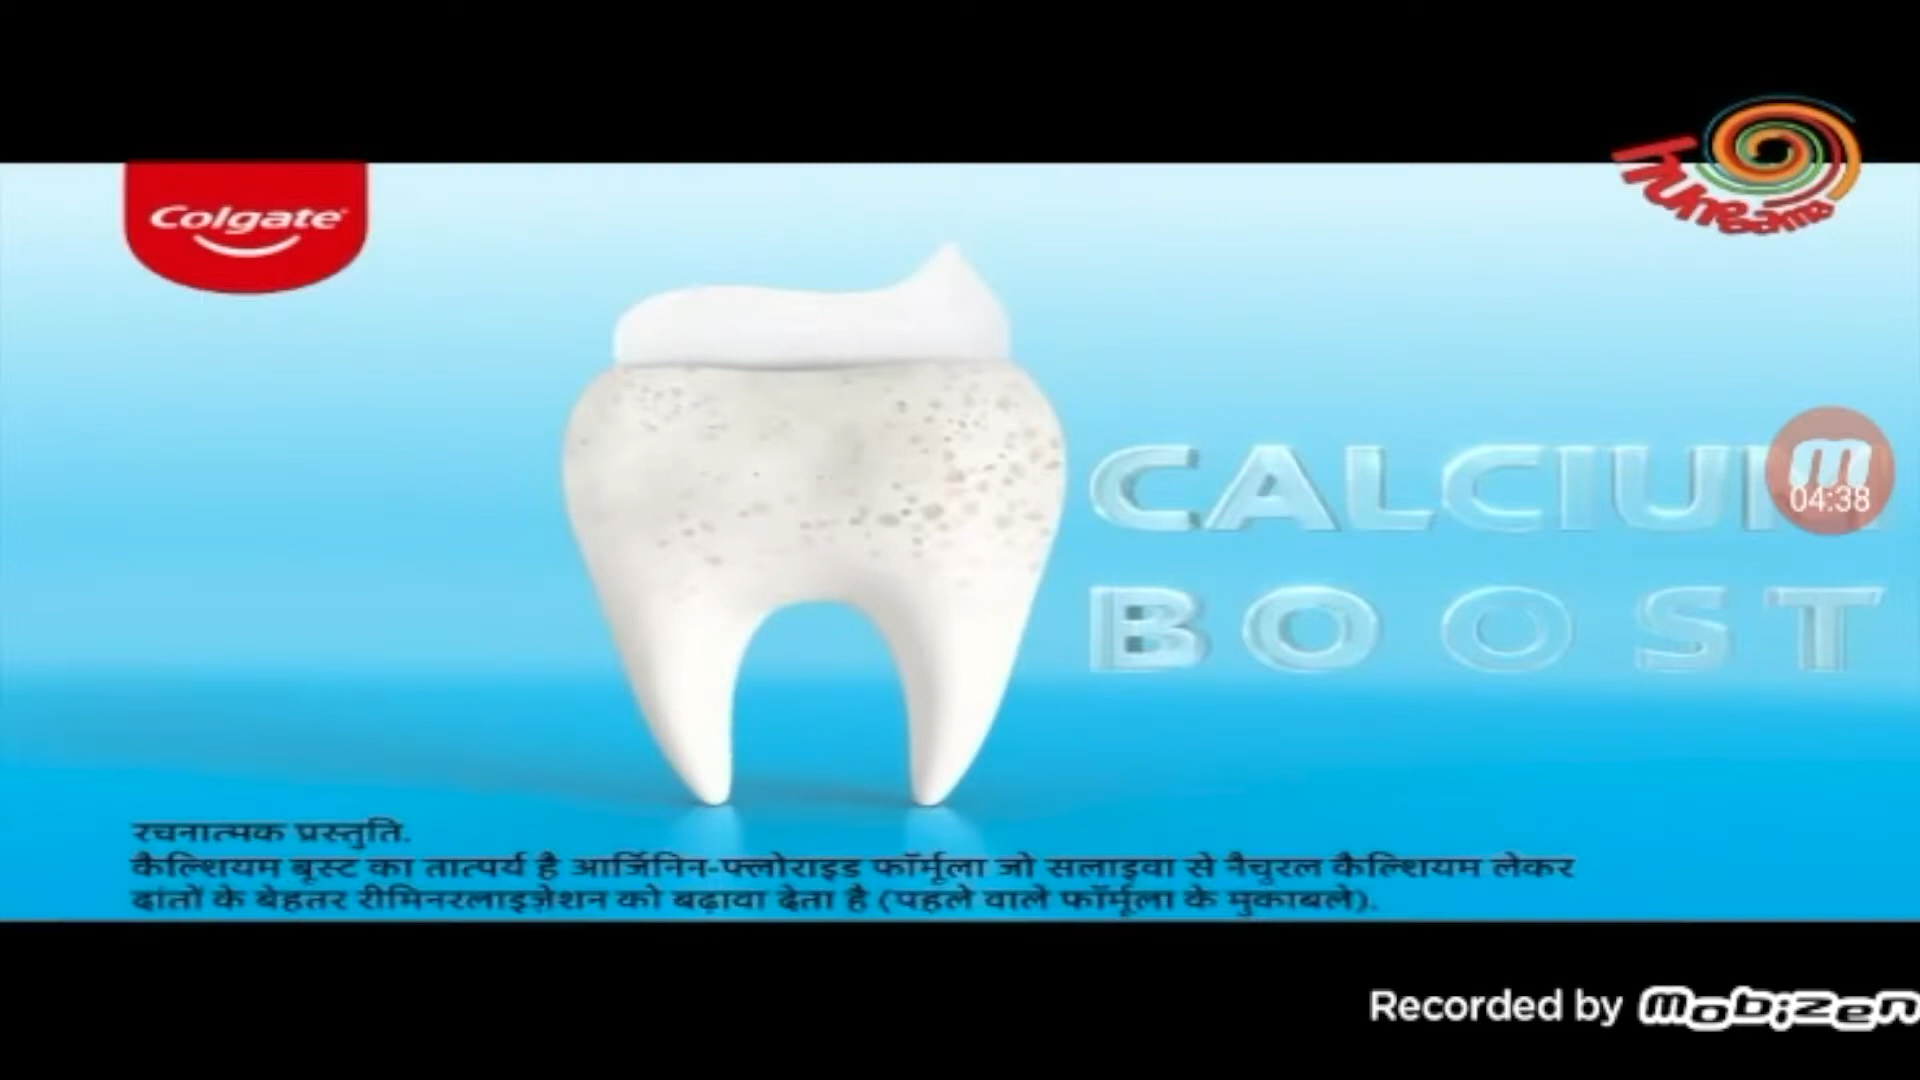 Colgate
hungama
CALCIUM
04:38
BOOST
रचनात्मक प्रस्तुति.
कैल्शियम बूस्ट का तात्पर्य है आर्जिनिन-फ्लोराइड फॉर्मूला जो सलाइवा से नैचुरल कैल्शियम लेकर
दांतों के बेहतर रीमिनरलाइज़ेशन को बढ़ावा देता है (पहले वाले फॉर्मूला के मुकाबले).
Recorded by mobizen